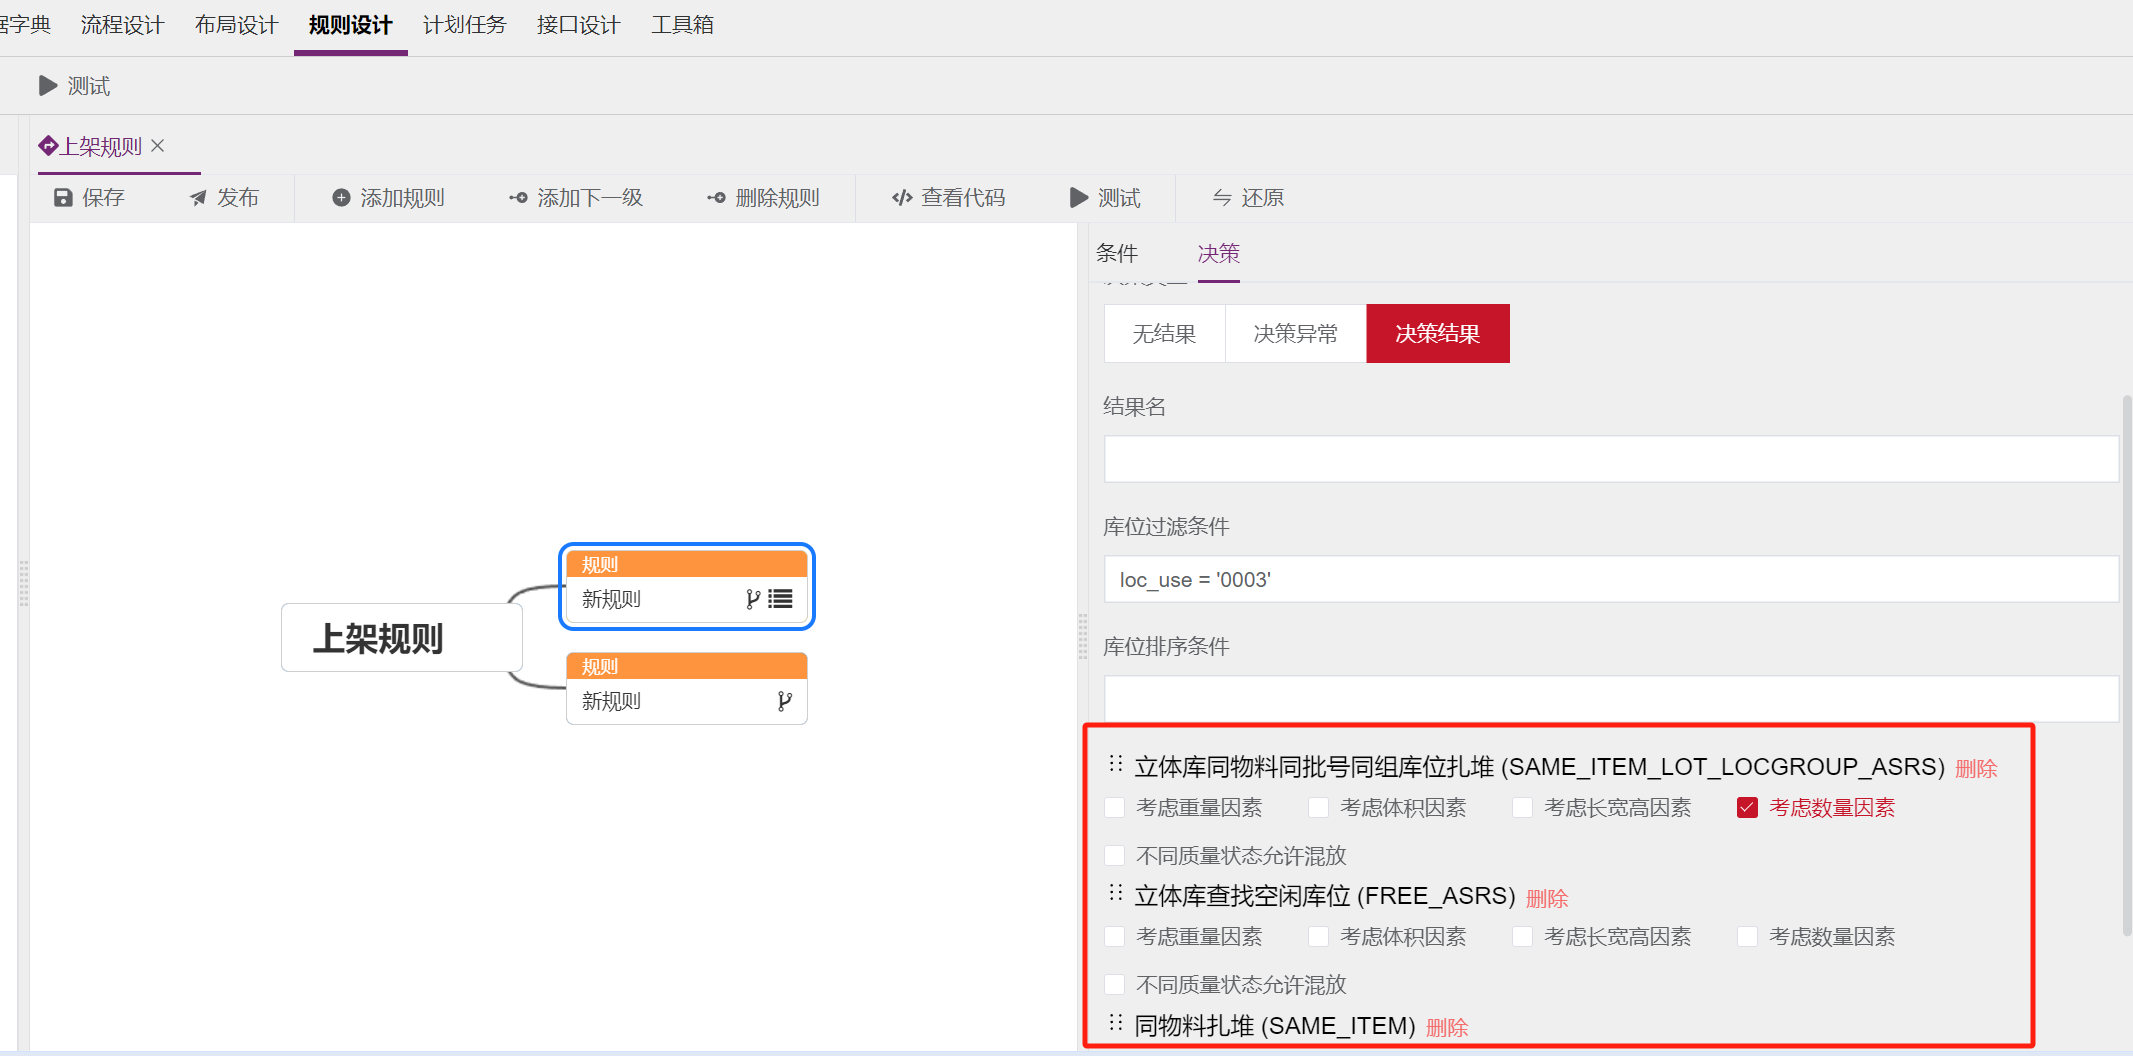 据字典 流程设计 布局设计 规则设计 计划任务 接口设计 工具箱
测试
上架规则
保存 发布 添加规则 添加下一级 删除规则 查看代码 测试 还原
条件 决策
无结果 决策异常 决策结果
结果名
库位过滤条件
loc_use = '0003'
库位排序条件
规则
新规则
上架规则
规则
新规则
立体库同物料同批号同组库位扎堆 (SAME_ITEM_LOT_LOCGROUP_ASRS) 删除
考虑重量因素 考虑体积因素 考虑长宽高因素 考虑数量因素
不同质量状态允许混放
立体库查找空闲库位 (FREE_ASRS) 删除
考虑重量因素 考虑体积因素 考虑长宽高因素 考虑数量因素
不同质量状态允许混放
同物料扎堆 (SAME_ITEM) 删除